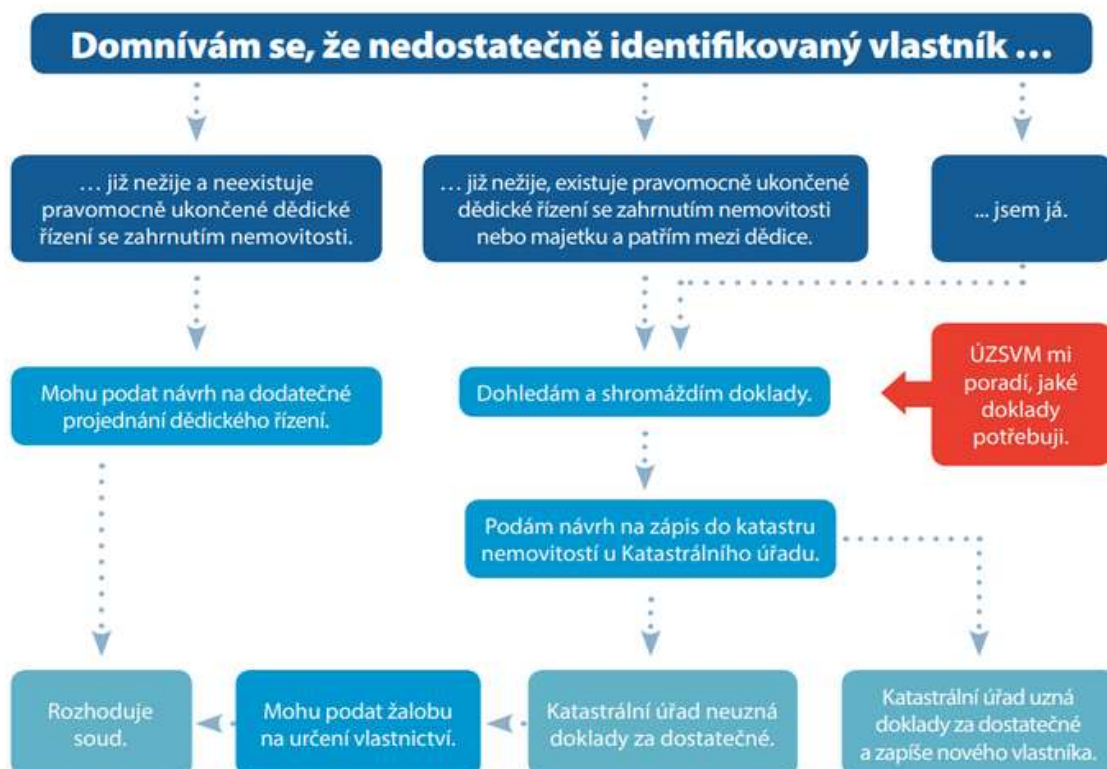 Domnívám se, že nedostatečně identifikovaný vlastník …
… již nežije a neexistuje
pravomocně ukončené dědické
řízení se zahrnutím nemovitosti.
… již nežije, existuje pravomocně ukončené
dědické řízení se zahrnutím nemovitosti
nebo majetku a patřím mezi dědice.
... jsem já.
Mohu podat návrh na dodatečné
projednání dědického řízení.
Dohledám a shromáždím doklady.
ÚZSVM mi
poradí, jaké
doklady
potřebuji.
Podám návrh na zápis do katastru
nemovitostí u Katastrálního úřadu.
Rozhoduje
soud.
Mohu podat žalobu
na určení vlastnictví.
Katastrální úřad neuzná
doklady za dostatečné.
Katastrální úřad uzná
doklady za dostatečné
a zapíše nového vlastníka.